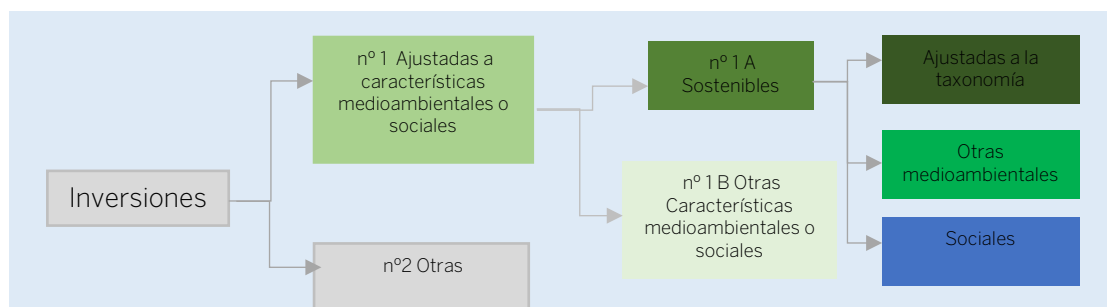 Inversiones
nº 1 Ajustadas a
características
medioambientales o
sociales
nº2 Otras
nº 1 A
Sostenibles
nº 1 B Otras
Características
medioambientales o
sociales
Ajustadas a la
taxonomía
Otras
medioambientales
Sociales